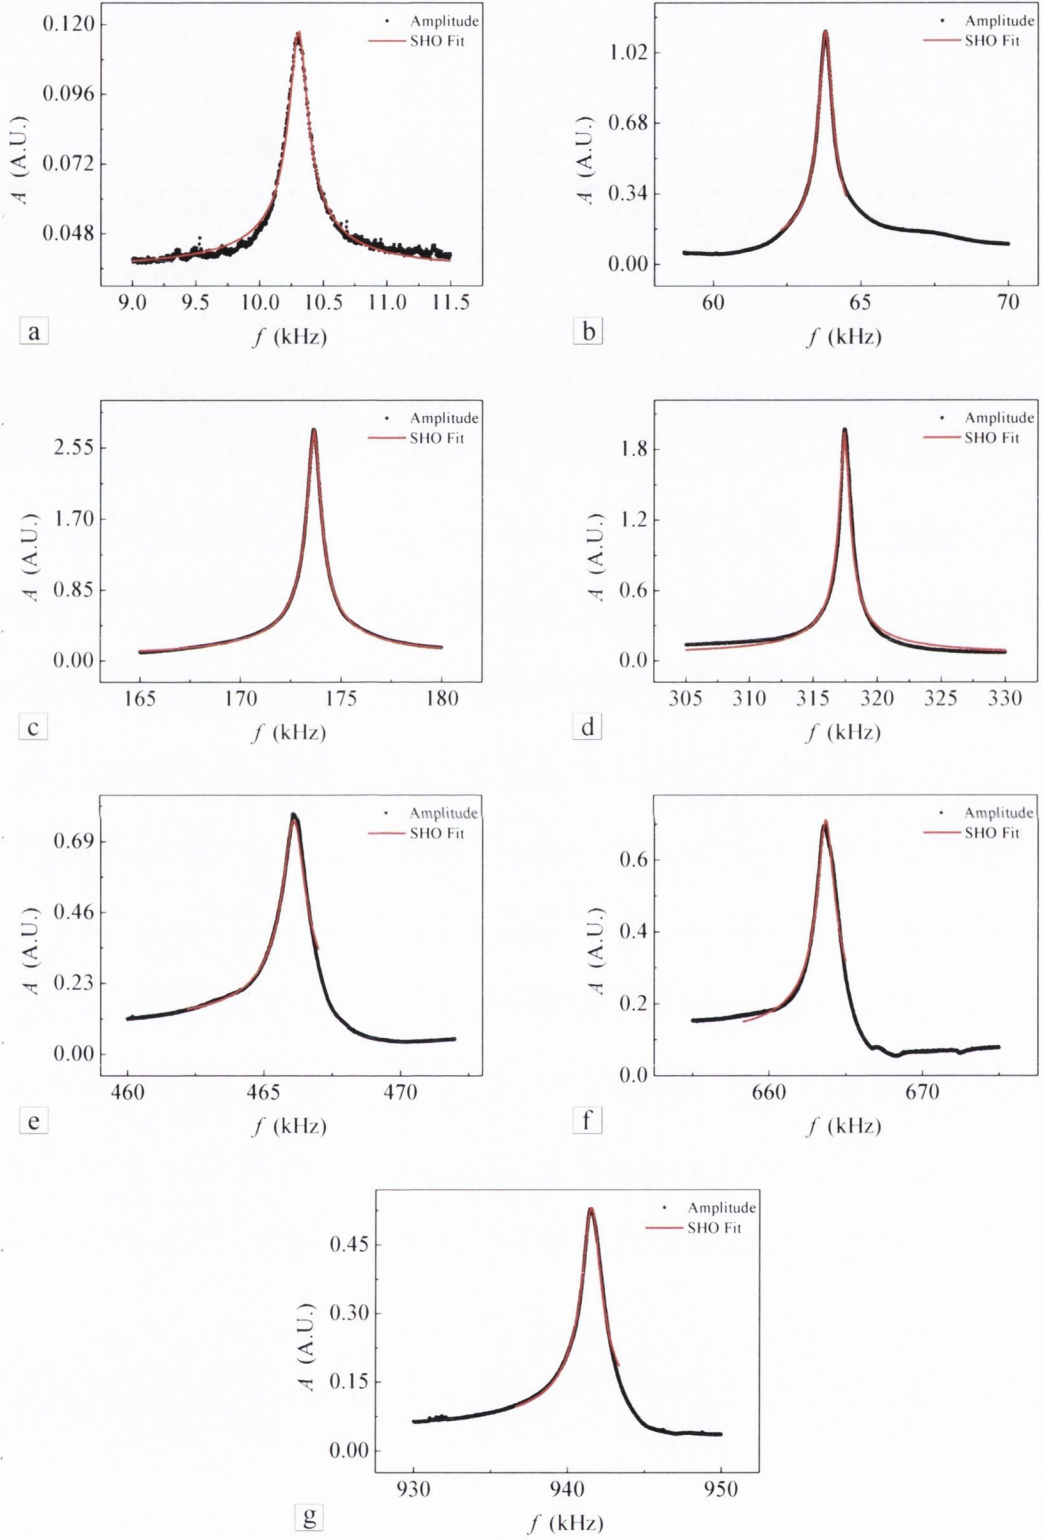 Amplitude
SHO Fit
0.120
0.096
0.072
0.048
A (A.U.)
9.0 9.5 10.0 10.5 11.0 11.5
f (kHz)
a
Amplitude
SHO Fit
1.02
0.68
0.34
0.00
A (A.U.)
60 65 70
f (kHz)
b
Amplitude
SHO Fit
2.55
1.70
0.85
0.00
A (A.U.)
165 170 175 180
f (kHz)
c
Amplitude
SHO Fit
1.8
1.2
0.6
0.0
A (A.U.)
305 310 315 320 325 330
f (kHz)
d
Amplitude
SHO Fit
0.69
0.46
0.23
0.00
A (A.U.)
460 465 470
f (kHz)
e
Amplitude
SHO Fit
0.6
0.4
0.2
0.0
A (A.U.)
660 670
f (kHz)
f
Amplitude
SHO Fit
0.45
0.30
0.15
0.00
A (A.U.)
930 940 950
f (kHz)
g